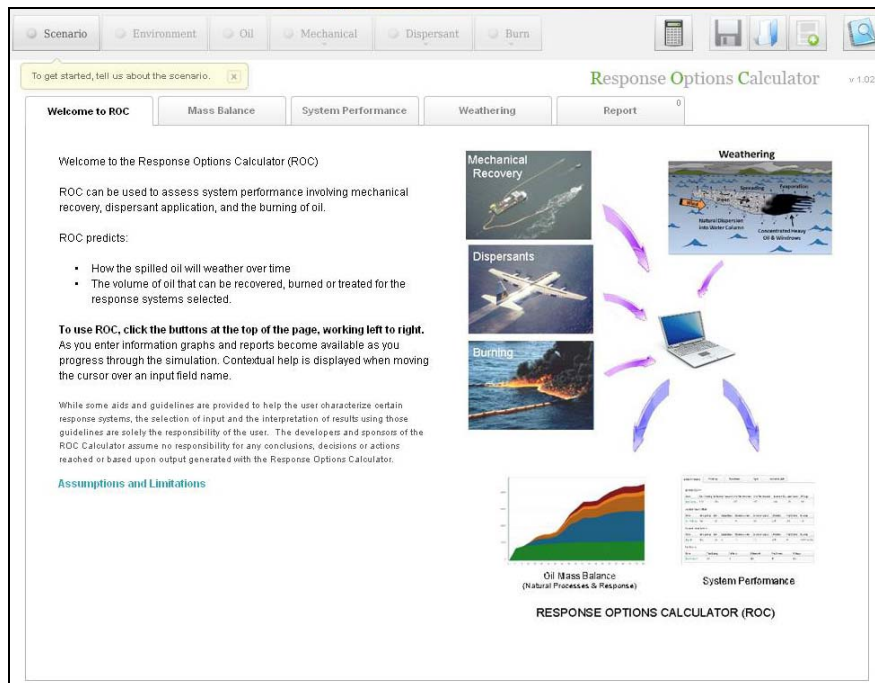 Scenario
Environment
Oil
Mechanical
Dispersant
Burn
To get started, tell us about the scenario.
x
Response Options Calculator
v 1.02
Welcome to ROC
Mass Balance
System Performance
Weathering
Report
0
Welcome to the Response Options Calculator (ROC)
ROC can be used to assess system performance involving mechanical
recovery, dispersant application, and the burning of oil.
ROC predicts:
• How the spilled oil will weather over time
• The volume of oil that can be recovered, burned or treated for the
response systems selected.
To use ROC, click the buttons at the top of the page, working left to right.
As you enter information graphs and reports become available as you
progress through the simulation. Contextual help is displayed when moving
the cursor over an input field name.
While some aids and guidelines are provided to help the user characterize certain
response systems, the selection of input and the interpretation of results using those
guidelines are solely the responsibility of the user. The developers and sponsors of the
ROC Calculator assume no responsibility for any conclusions, decisions or actions
reached or based upon output generated with the Response Options Calculator.
Assumptions and Limitations
Mechanical
Recovery
Dispersants
Burning
Weathering
Spreading
Evaporation
Wind
Natural Dispersion
Into Water Column
Concentrated Heavy
Oil & Windrows
Oil Mass Balance
(Natural Processes & Response)
System Performance
RESPONSE OPTIONS CALCULATOR (ROC)